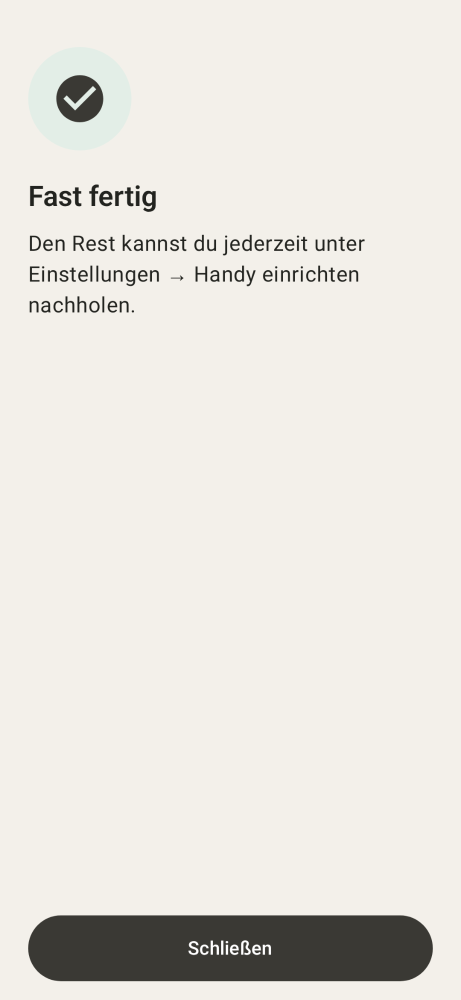 Fast fertig
Den Rest kannst du jederzeit unter
Einstellungen → Handy einrichten
nachholen.
Schließen